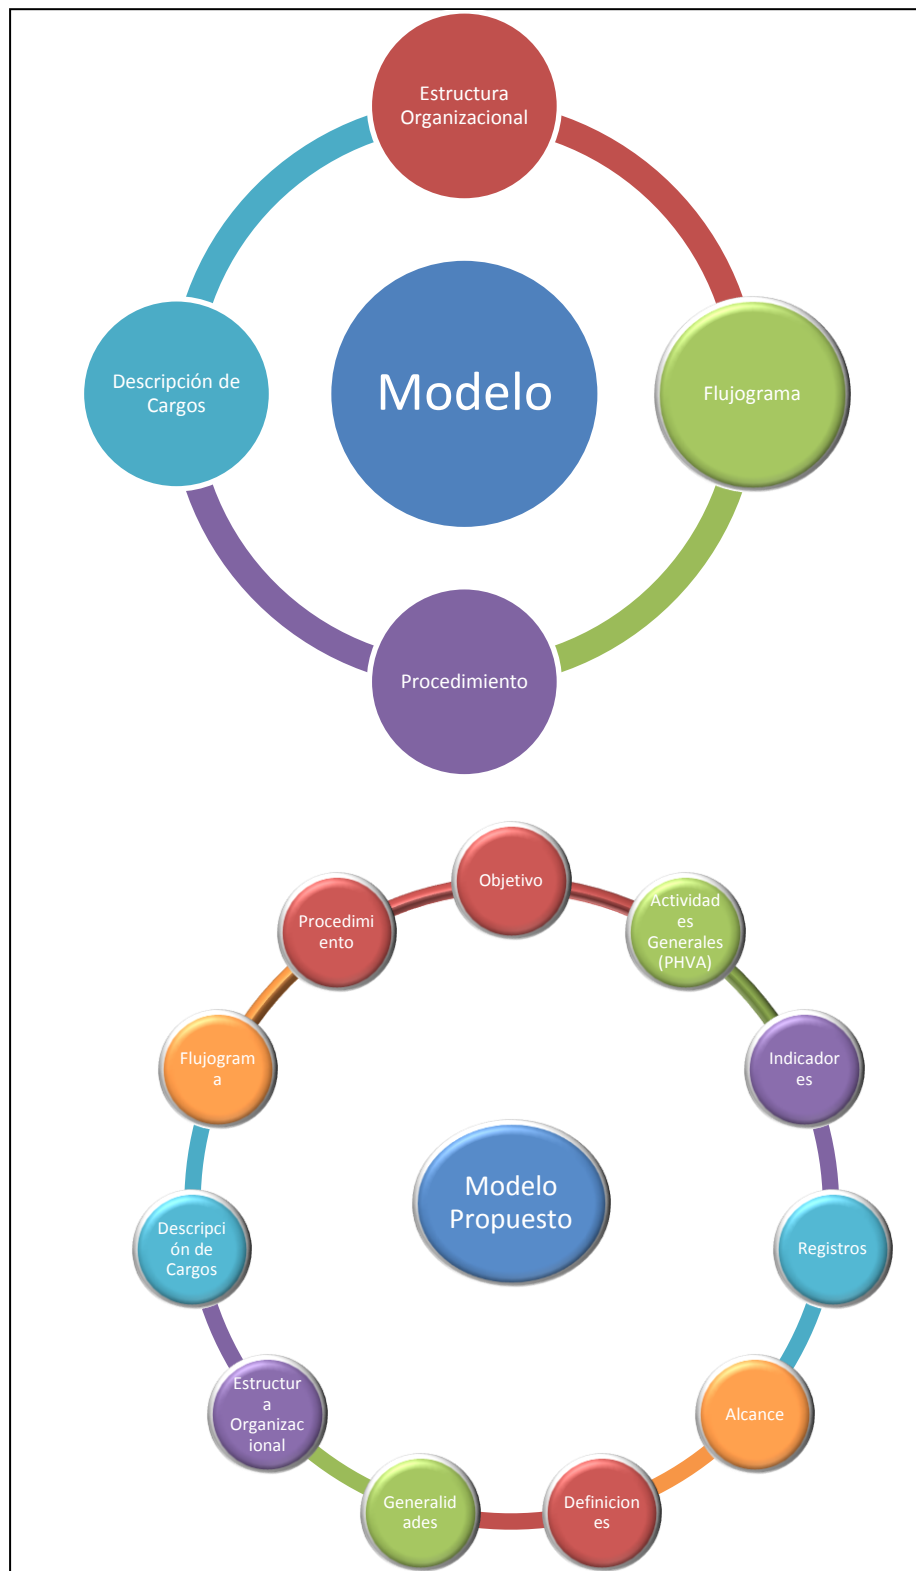 Estructura
Organizacional
Descripción de
Cargos
Modelo
Flujograma
Procedimiento
Objetivo
Actividad
es
Generales
(PHVA)
Indicador
es
Registros
Alcance
Definicion
es
Generalid
ades
Estructur
a
Organizac
ional
Descripci
ón de
Cargos
Flujogram
a
Procedimi
ento
Modelo
Propuesto